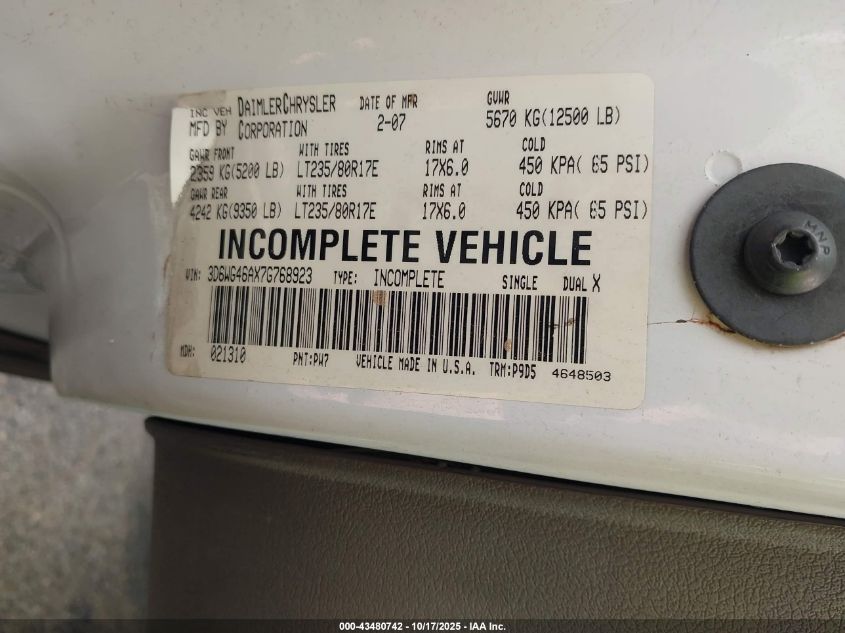 INC VEH DAIMLERCHRYSLER DATE OF MFR GVWR
MFD BY CORPORATION 2-07 5670 KG(12500 LB)
GAWR FRONT WITH TIRES RIMS AT COLD
2359 KG(5200 LB) LT235/80R17E 17X6.0 450 KPA( 65 PSI)
GAWR REAR WITH TIRES RIMS AT COLD
4242 KG(9350 LB) LT235/80R17E 17X6.0 450 KPA( 65 PSI)
INCOMPLETE VEHICLE
VIN: 3D6WG46AX7G768923 TYPE: INCOMPLETE SINGLE DUAL X
MDH: 021310 PNT:PW7 VEHICLE MADE IN U.S.A. TRM:P9D5 4648503
MNP
000-43480742 - 10/17/2025 - IAA Inc.